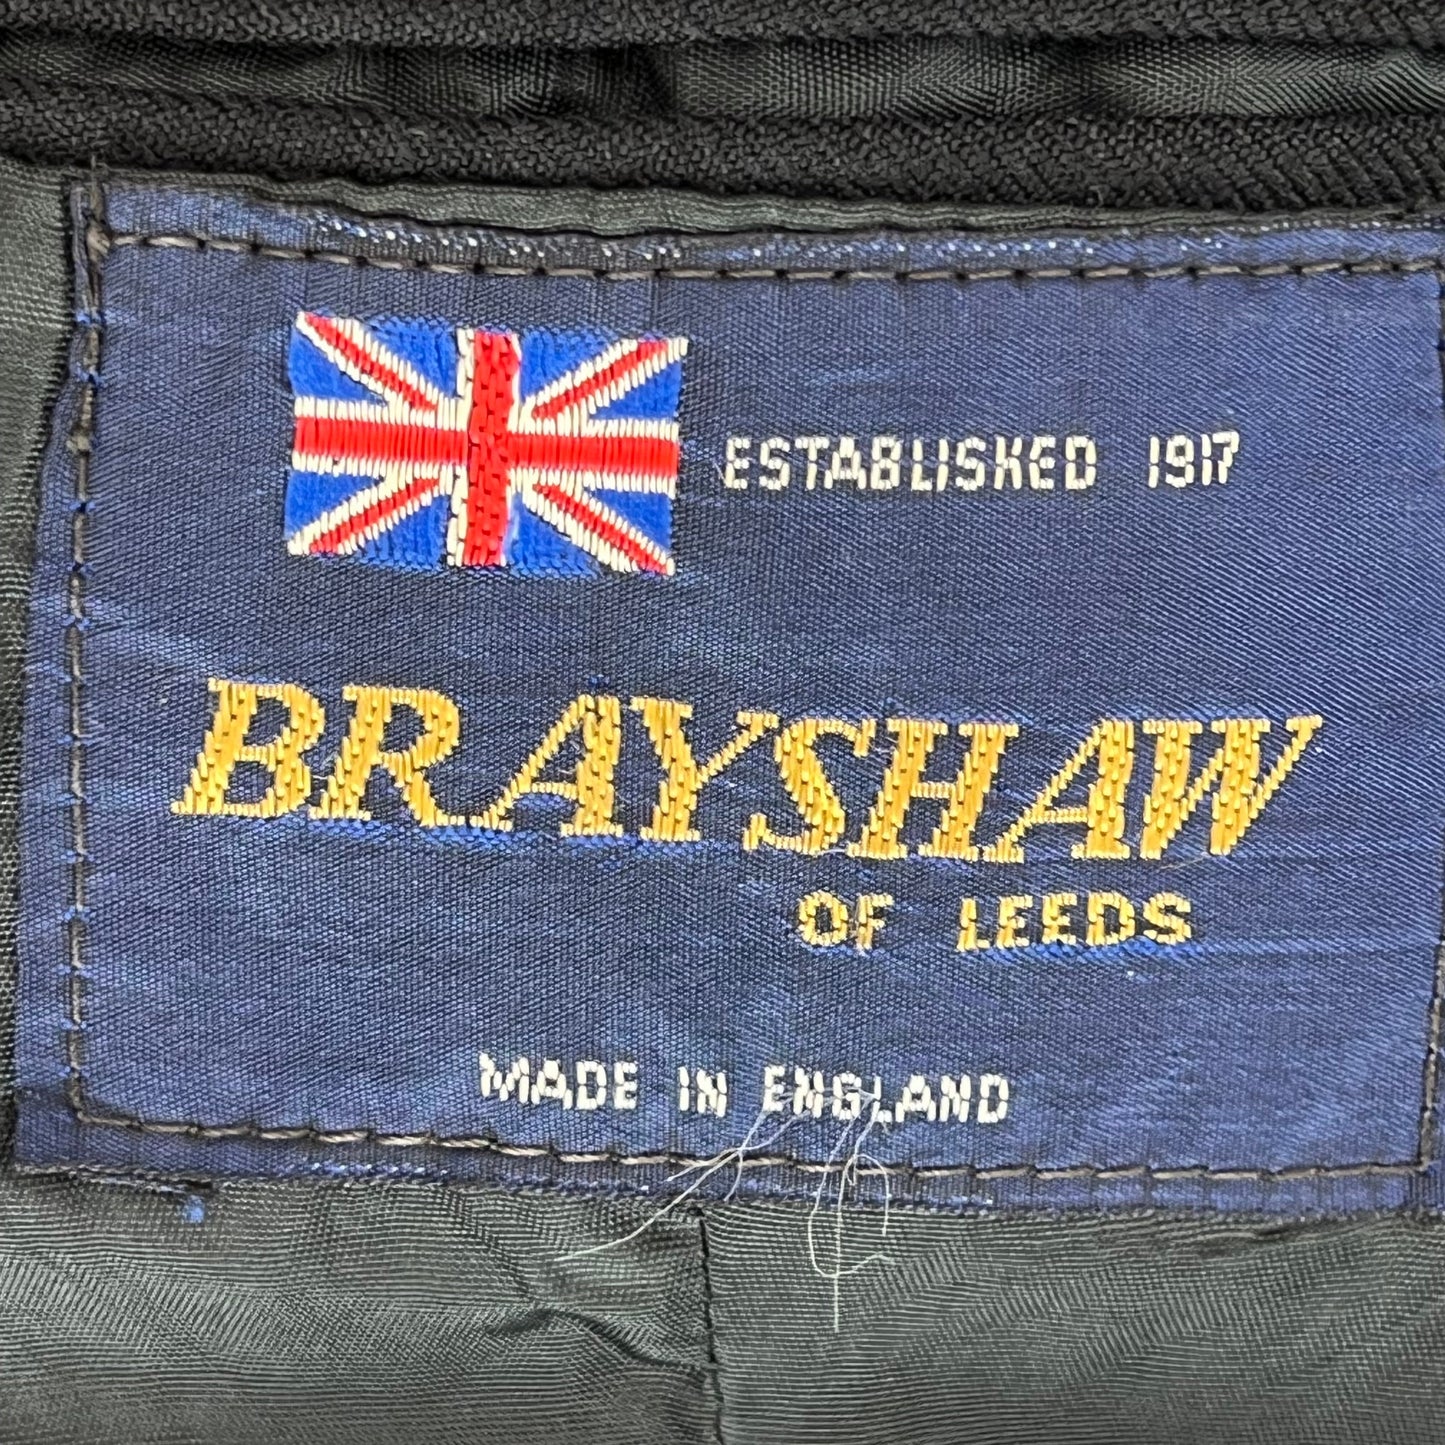 ESTABLISHED 1917
BRAYSHAW
OF LEEDS
MADE IN ENGLAND